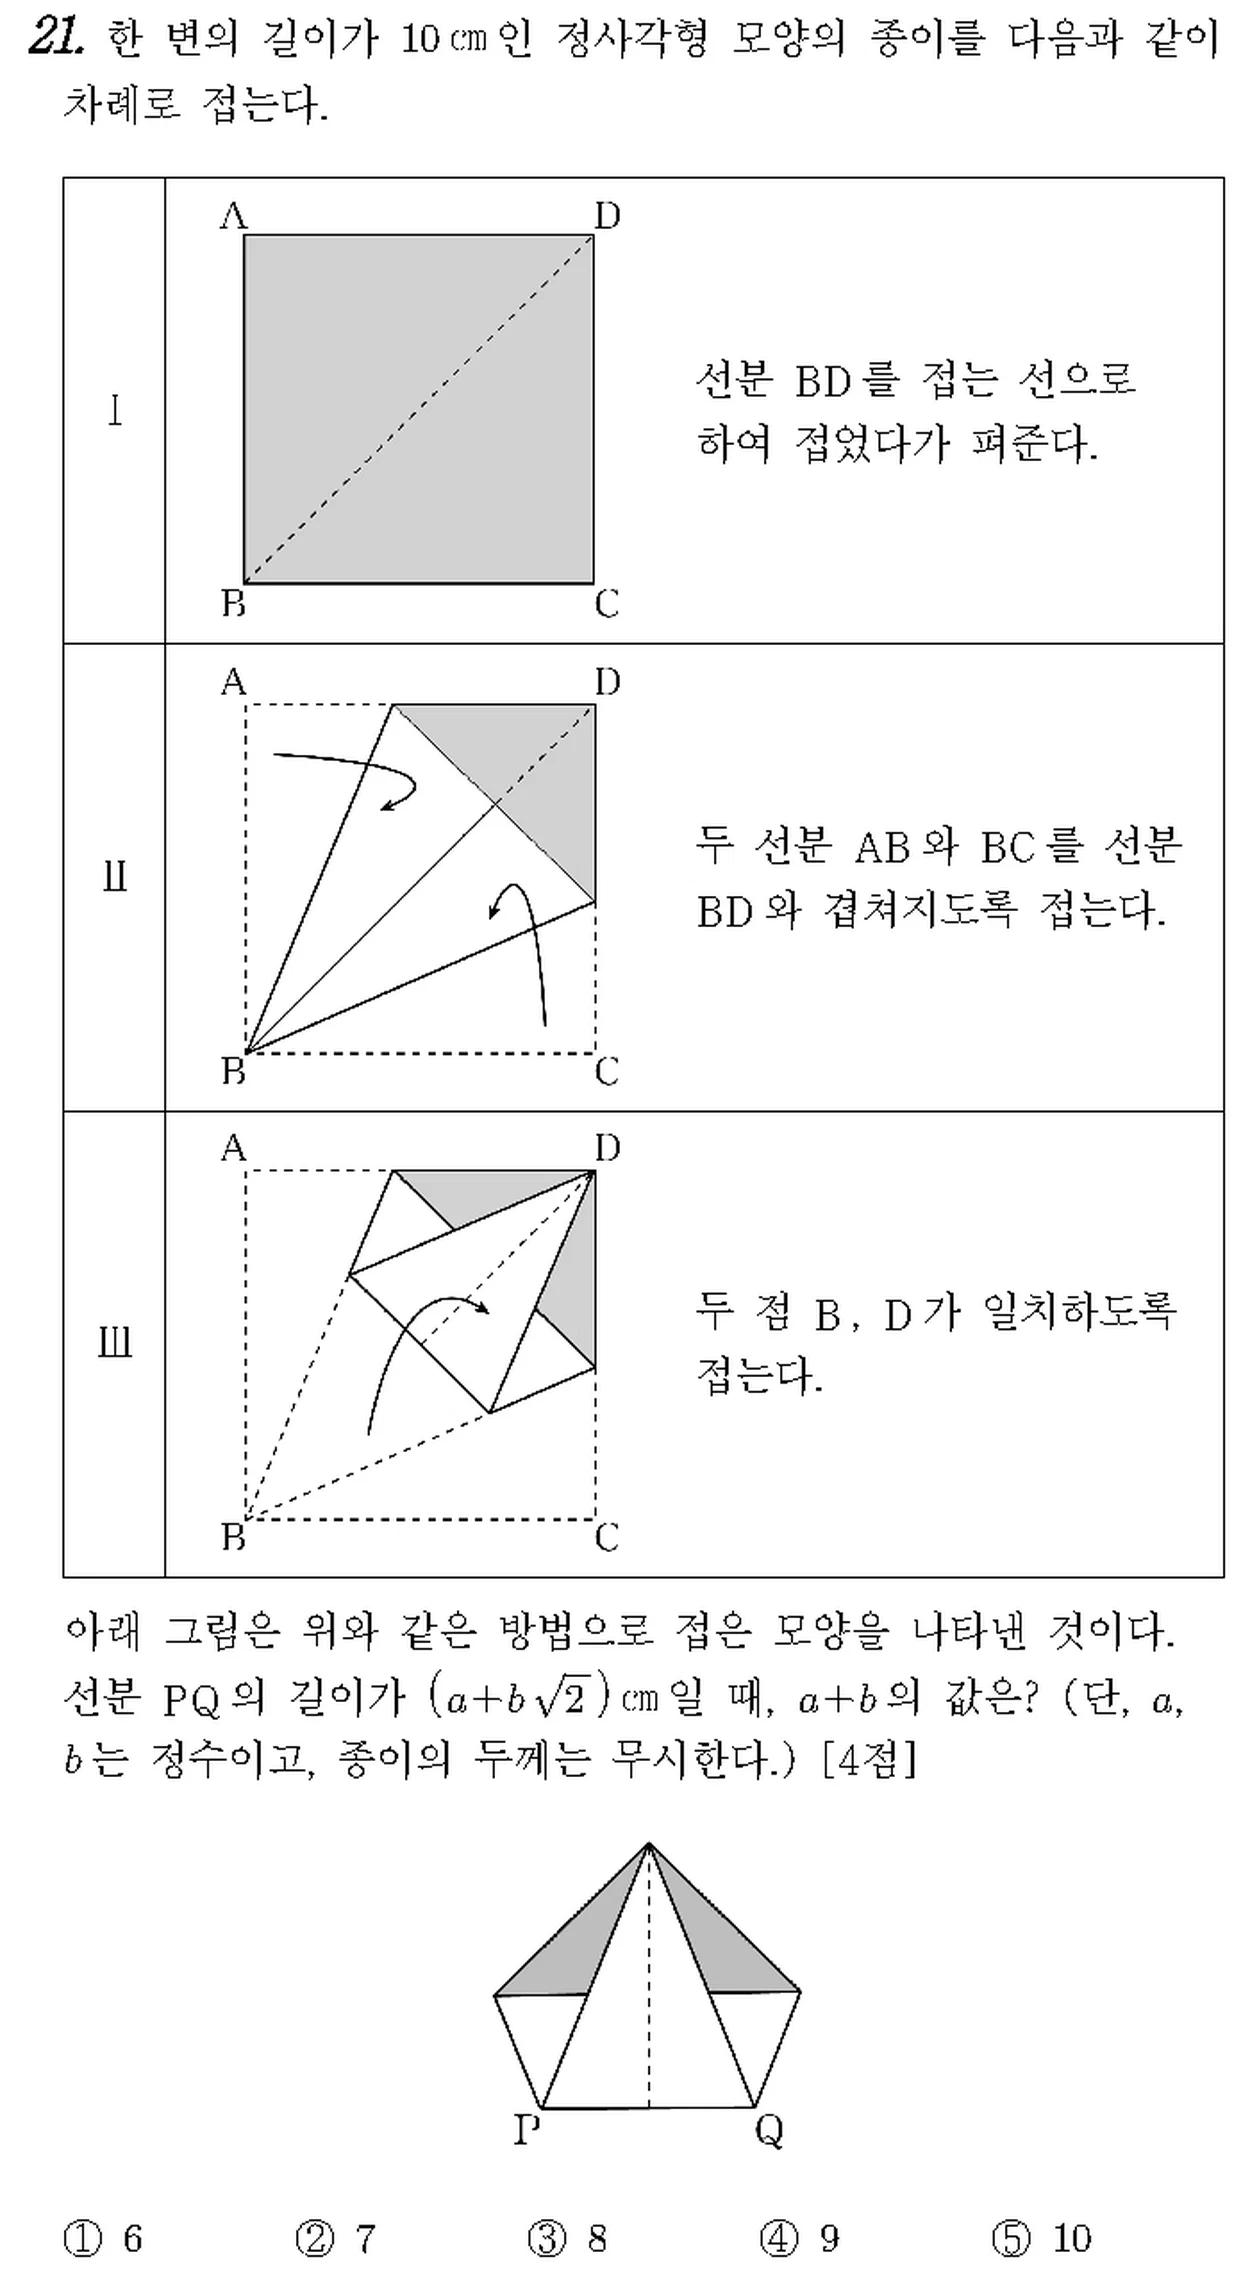 21. 한 변의 길이가 10㎝인 정사각형 모양의 종이를 다음과 같이
차례로 접는다.
A D
Ⅰ
선분 BD를 접는 선으로
하여 접었다가 펴준다.
B C
A D
Ⅱ
두 선분 AB와 BC를 선분
BD와 겹쳐지도록 접는다.
B C
A D
Ⅲ
두 점 B, D가 일치하도록
접는다.
B C
아래 그림은 위와 같은 방법으로 접은 모양을 나타낸 것이다.
선분 PQ의 길이가 (a+b√2)㎝일 때, a+b의 값은? (단, a,
b는 정수이고, 종이의 두께는 무시한다.) [4점]
P Q
① 6 ② 7 ③ 8 ④ 9 ⑤ 10